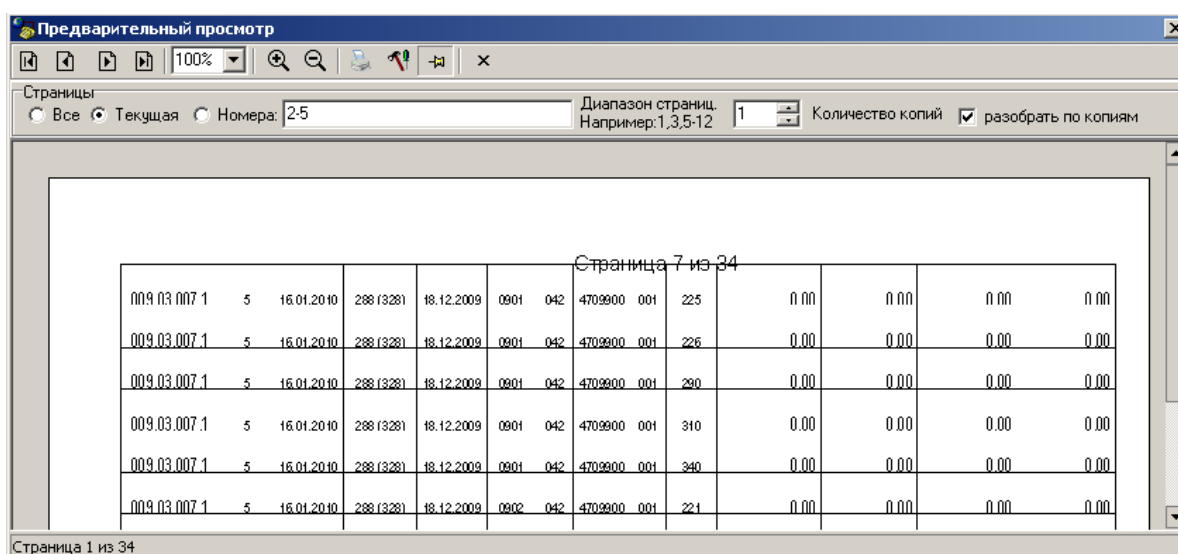 Предварительный просмотр
100%
Страницы
Все Текущая Номера: 2-5 Диапазон страниц. Например:1,3,5-12 1 Количество копий разобрать по копиям
Страница 7 из 34
009.03.007.1 5 16.01.2010 288 (328) 18.12.2009 0901 042 4709900 001 225 0.00 0.00 0.00 0.00
009.03.007.1 5 16.01.2010 288 (328) 18.12.2009 0901 042 4709900 001 226 0.00 0.00 0.00 0.00
009.03.007.1 5 16.01.2010 288 (328) 18.12.2009 0901 042 4709900 001 290 0.00 0.00 0.00 0.00
009.03.007.1 5 16.01.2010 288 (328) 18.12.2009 0901 042 4709900 001 310 0.00 0.00 0.00 0.00
009.03.007.1 5 16.01.2010 288 (328) 18.12.2009 0901 042 4709900 001 340 0.00 0.00 0.00 0.00
009.03.007.1 5 16.01.2010 288 (328) 18.12.2009 0902 042 4709900 001 221 0.00 0.00 0.00 0.00
Страница 1 из 34